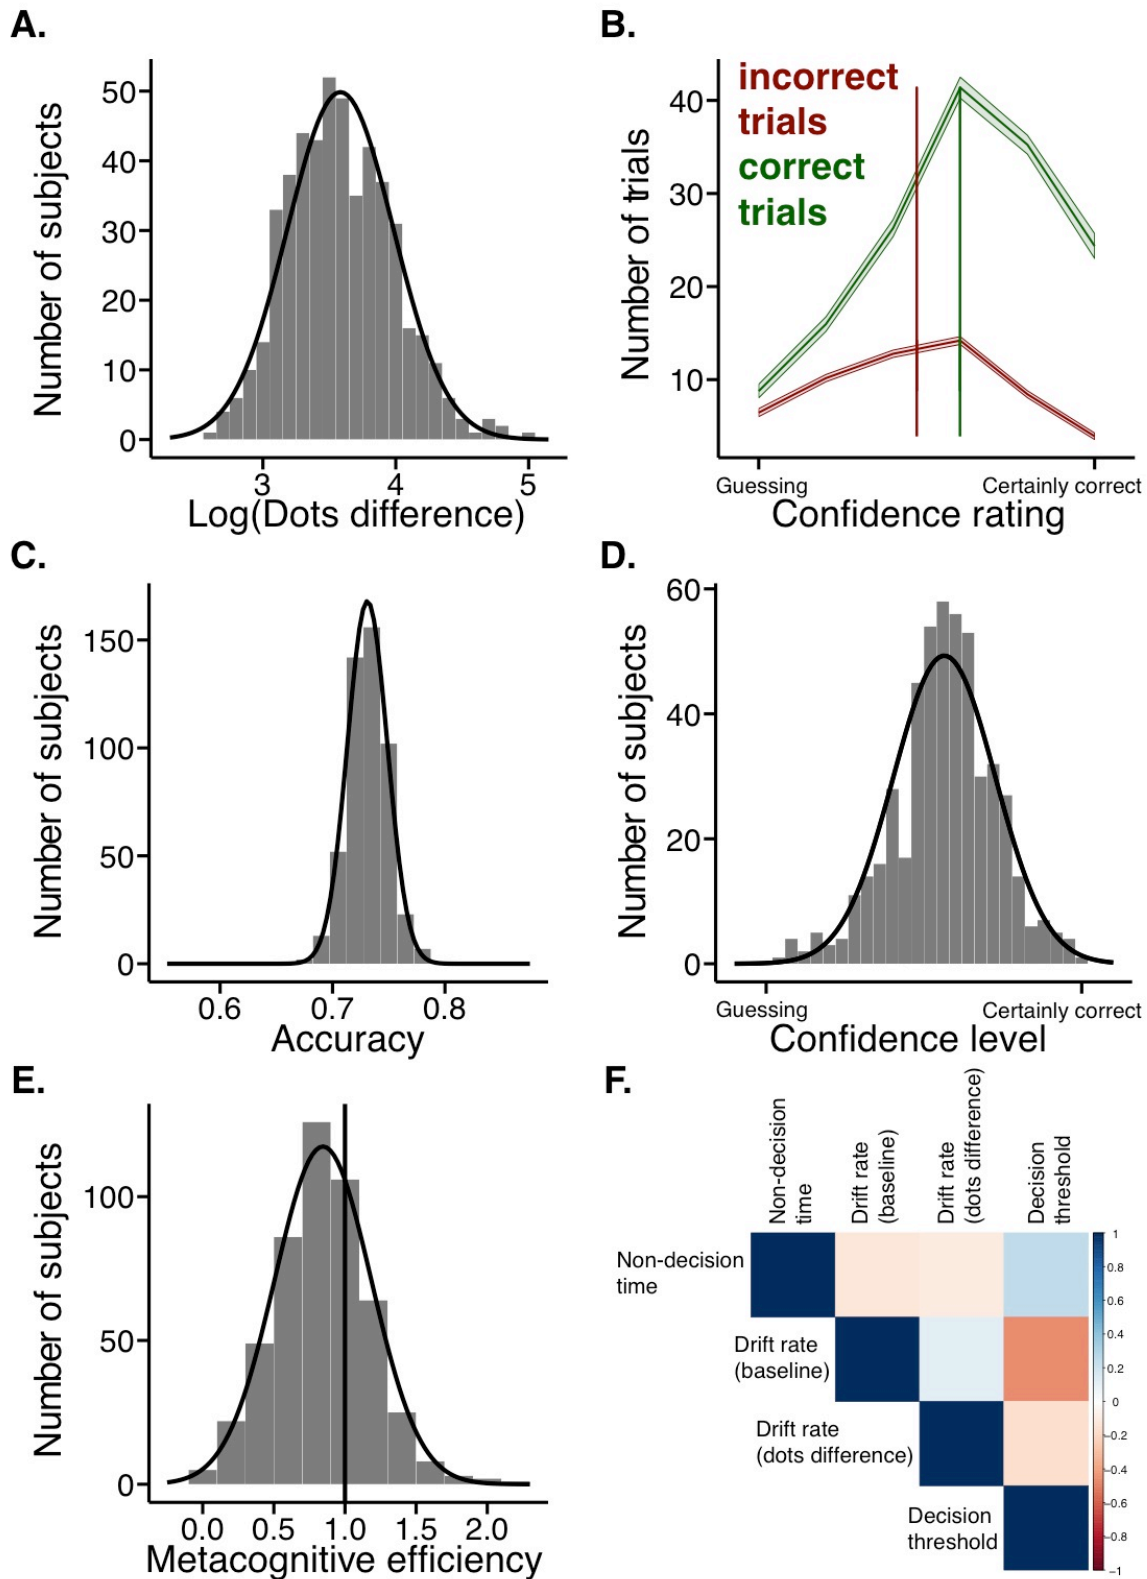 A.
Number of subjects
50
40
30
20
10
0
3
4
5
Log(Dots difference)
B.
incorrect
trials
correct
trials
Number of trials
40
30
20
10
Guessing
Certainly correct
Confidence rating
C.
Number of subjects
150
100
50
0
0.6
0.7
0.8
Accuracy
D.
Number of subjects
60
40
20
0
Guessing
Certainly correct
Confidence level
E.
Number of subjects
100
50
0
0.0
0.5
1.0
1.5
2.0
Metacognitive efficiency
F.
Non-decision
time
Drift rate
(baseline)
Drift rate
(dots difference)
Decision
threshold
Non-decision
time
Drift rate
(baseline)
Drift rate
(dots difference)
Decision
threshold
1
0.8
0.6
0.4
0.2
0
−0.2
−0.4
−0.6
−0.8
−1